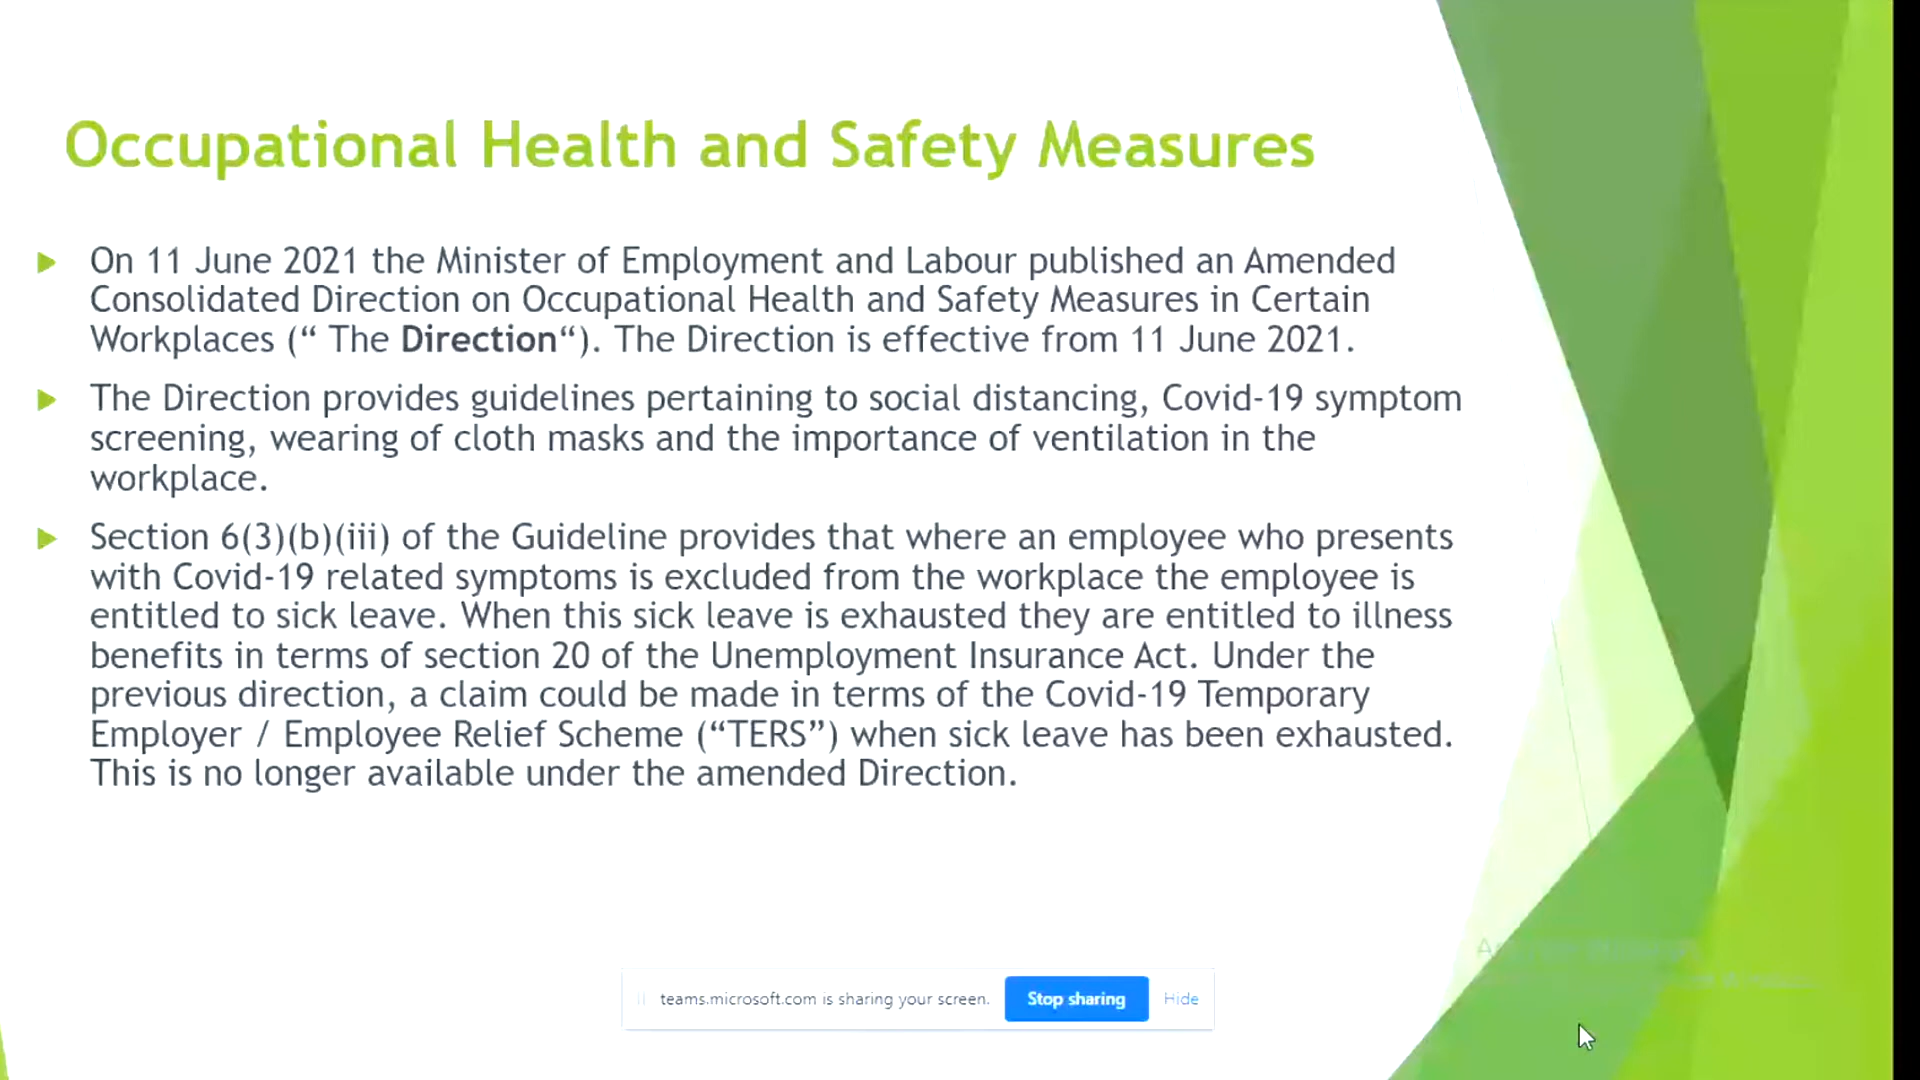 Occupational Health and Safety Measures
On 11 June 2021 the Minister of Employment and Labour published an Amended
Consolidated Direction on Occupational Health and Safety Measures in Certain
Workplaces (“ The Direction“). The Direction is effective from 11 June 2021.
The Direction provides guidelines pertaining to social distancing, Covid-19 symptom
screening, wearing of cloth masks and the importance of ventilation in the
workplace.
Section 6(3)(b)(iii) of the Guideline provides that where an employee who presents
with Covid-19 related symptoms is excluded from the workplace the employee is
entitled to sick leave. When this sick leave is exhausted they are entitled to illness
benefits in terms of section 20 of the Unemployment Insurance Act. Under the
previous direction, a claim could be made in terms of the Covid-19 Temporary
Employer / Employee Relief Scheme (“TERS”) when sick leave has been exhausted.
This is no longer available under the amended Direction.
teams.microsoft.com is sharing your screen. Stop sharing Hide